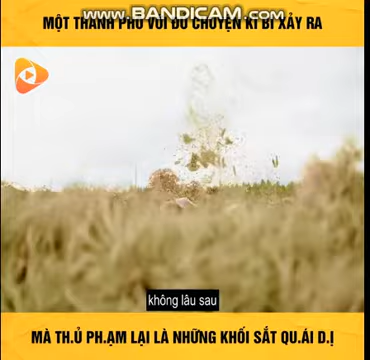 www.BANDICAM.com
MỘT THÀNH PHỐ VỚI ĐỦ CHUYỆN KÌ BÍ XẢY RA
không lâu sau
MÀ TH.Ủ PH.ẠM LẠI LÀ NHỮNG KHỐI SẮT QU.ÁI D.Ị